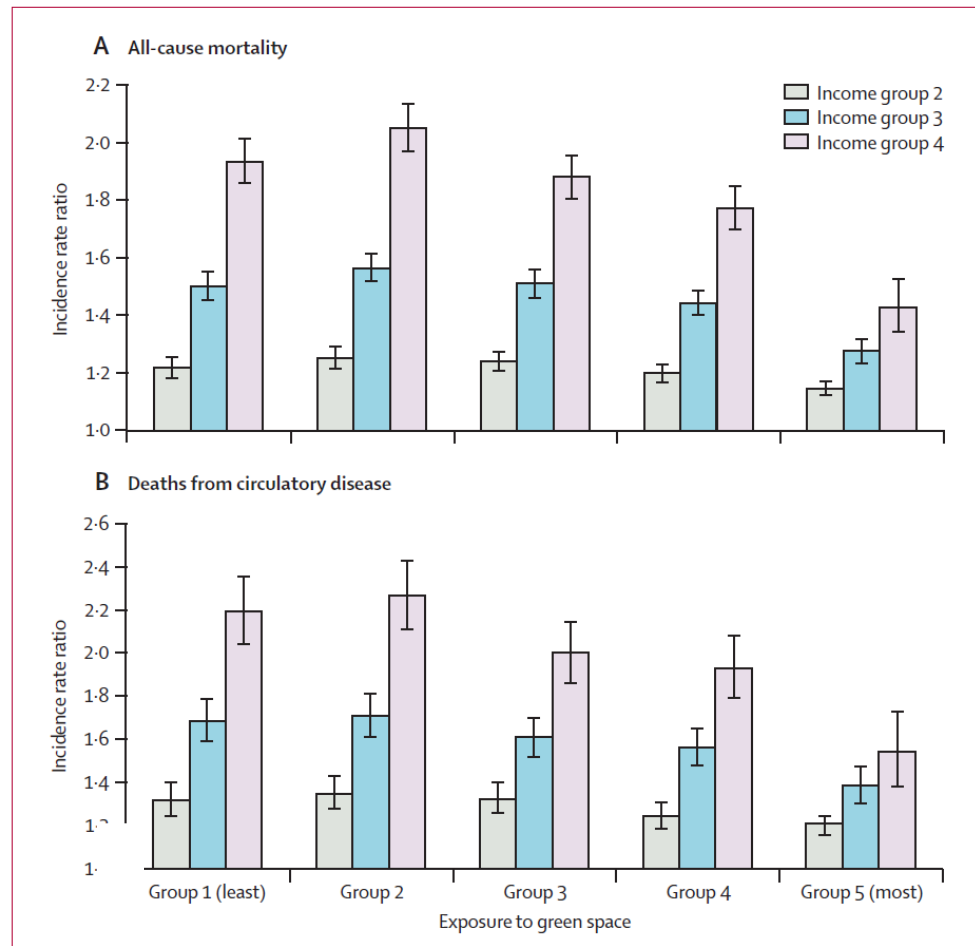 A All-cause mortality
2·2
2·0
1·8
1·6
1·4
1·2
1·0
Incidence rate ratio
Income group 2
Income group 3
Income group 4
B Deaths from circulatory disease
2·6
2·4
2·2
2·0
1·8
1·6
1·4
Incidence rate ratio
Group 1 (least) Group 2 Group 3 Group 4 Group 5 (most)
Exposure to green space